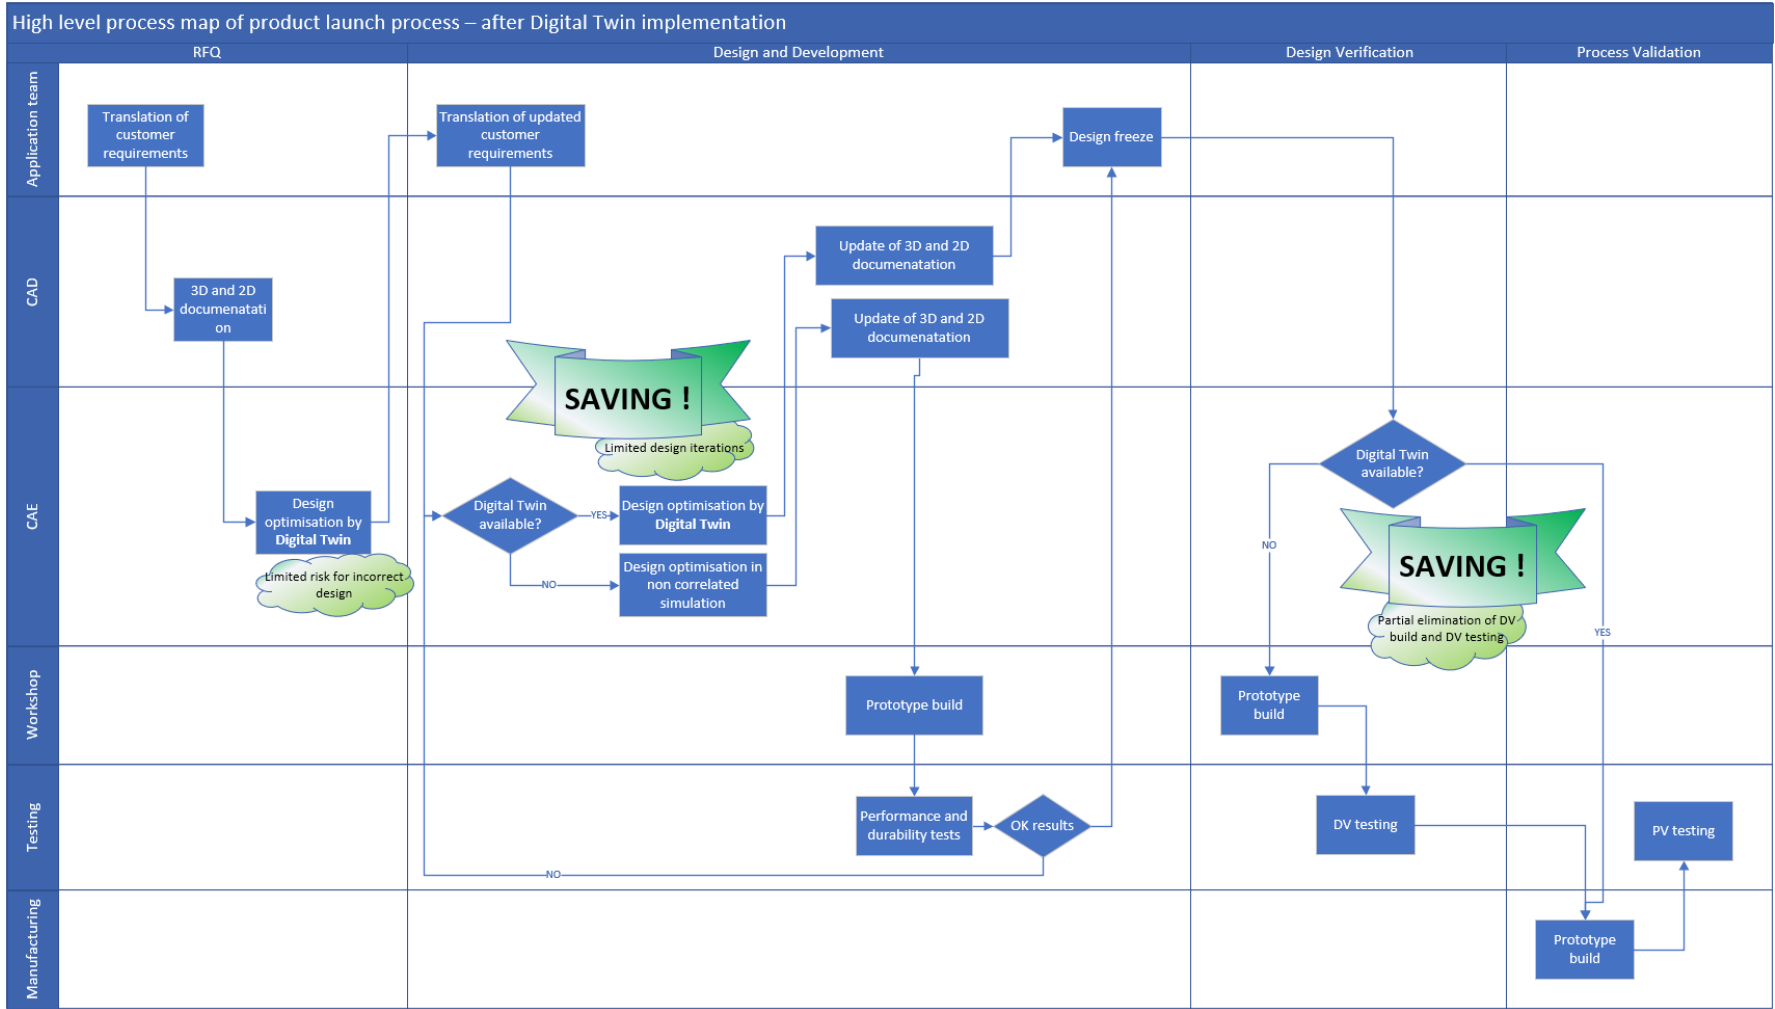 High level process map of product launch process – after Digital Twin implementation
RFQ
Design and Development
Design Verification
Process Validation
Application team
Translation of
customer
requirements
Translation of updated
customer
requirements
Design freeze
CAD
3D and 2D
documenatati
on
Update of 3D and 2D
documenatation
Update of 3D and 2D
documenatation
SAVING !
Limited design iterations
CAE
Design
optimisation by
Digital Twin
Limited risk for incorrect
design
Digital Twin
available?
YES
Design optimisation by
Digital Twin
NO
Design optimisation in
non correlated
simulation
Digital Twin
available?
NO
SAVING !
Partial elimination of DV
build and DV testing
YES
Workshop
Prototype build
Prototype
build
Testing
Performance and
durability tests
OK results
NO
DV testing
PV testing
Manufacturing
Prototype
build